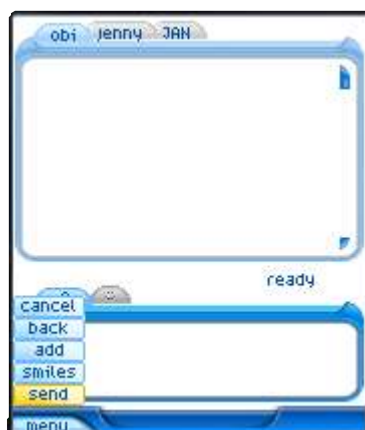 obi jenny JAN
ready
cancel
back
add
smiles
send
menu